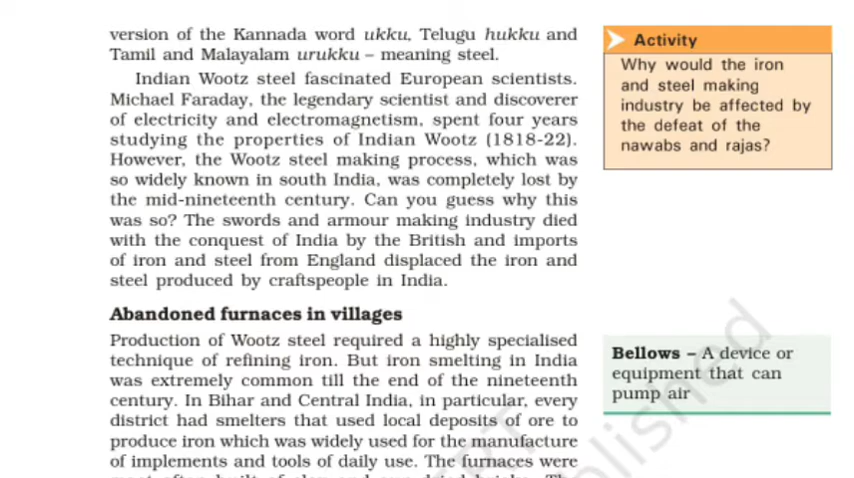 version of the Kannada word ukku, Telugu hukku and
Tamil and Malayalam urukku – meaning steel.
Indian Wootz steel fascinated European scientists.
Michael Faraday, the legendary scientist and discoverer
of electricity and electromagnetism, spent four years
studying the properties of Indian Wootz (1818-22).
However, the Wootz steel making process, which was
so widely known in south India, was completely lost by
the mid-nineteenth century. Can you guess why this
was so? The swords and armour making industry died
with the conquest of India by the British and imports
of iron and steel from England displaced the iron and
steel produced by craftspeople in India.
Abandoned furnaces in villages
Production of Wootz steel required a highly specialised
technique of refining iron. But iron smelting in India
was extremely common till the end of the nineteenth
century. In Bihar and Central India, in particular, every
district had smelters that used local deposits of ore to
produce iron which was widely used for the manufacture
of implements and tools of daily use. The furnaces were
Activity
Why would the iron
and steel making
industry be affected by
the defeat of the
nawabs and rajas?
Bellows – A device or
equipment that can
pump air